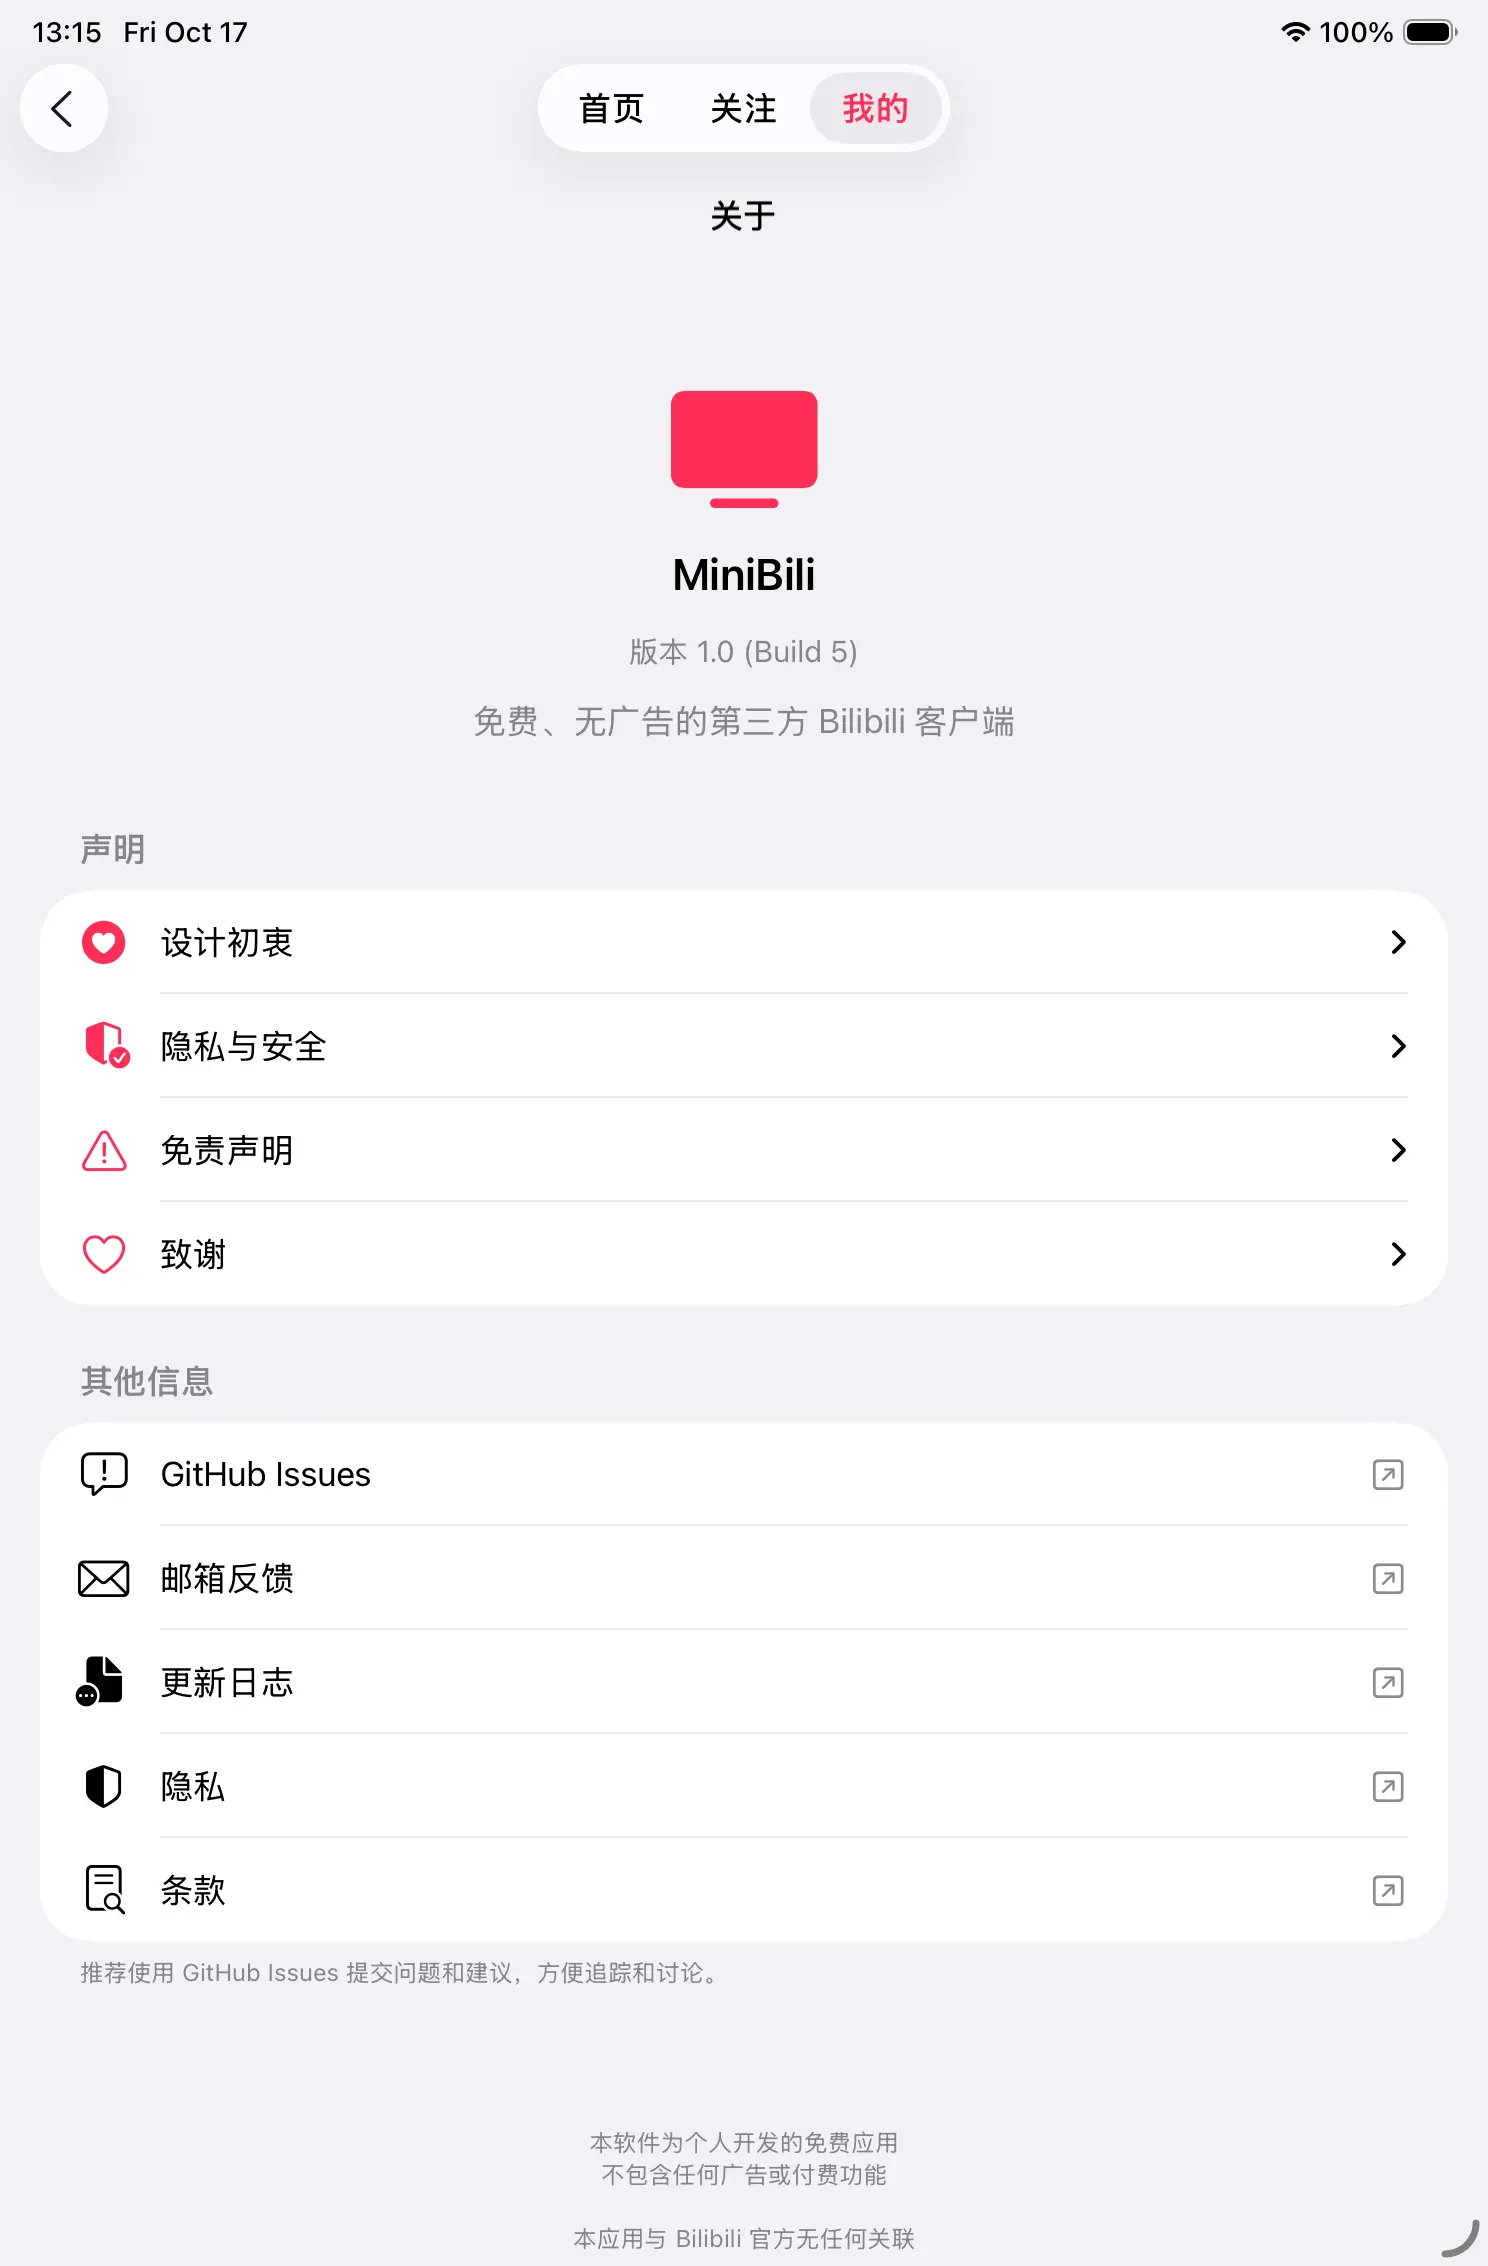 13:15 Fri Oct 17
100%
首页 关注 我的
关于
MiniBili
版本 1.0 (Build 5)
免费、无广告的第三方 Bilibili 客户端
声明
设计初衷
隐私与安全
免责声明
致谢
其他信息
GitHub Issues
邮箱反馈
更新日志
隐私
条款
推荐使用 GitHub Issues 提交问题和建议，方便追踪和讨论。
本软件为个人开发的免费应用
不包含任何广告或付费功能
本应用与 Bilibili 官方无任何关联